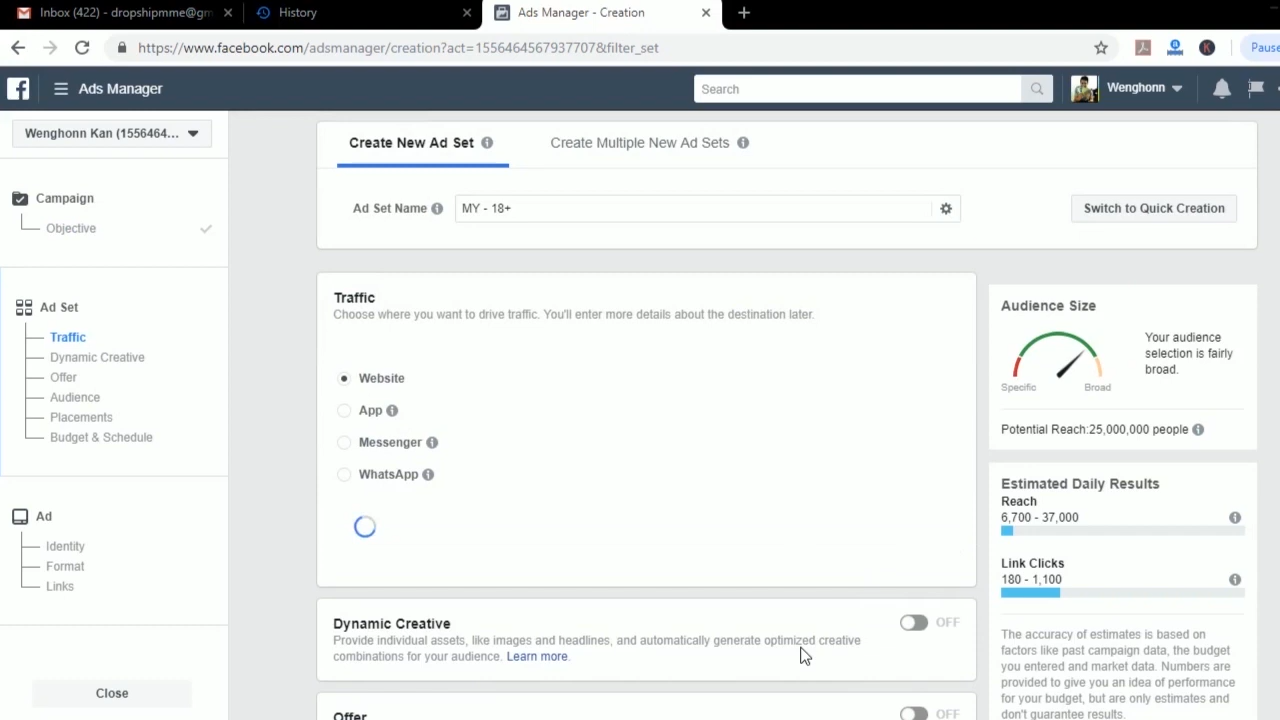 Inbox (422) - dropshipmme@gm
History
Ads Manager - Creation
https://www.facebook.com/adsmanager/creation?act=1556464567937707&filter_set
Pause
Ads Manager
Search
Wenghonn
Wenghonn Kan (1556464...
Campaign
Objective
Ad Set
Traffic
Dynamic Creative
Offer
Audience
Placements
Budget & Schedule
Ad
Identity
Format
Links
Close
Create New Ad Set
Create Multiple New Ad Sets
Ad Set Name
MY - 18+
Switch to Quick Creation
Traffic
Choose where you want to drive traffic. You'll enter more details about the destination later.
Website
App
Messenger
WhatsApp
Dynamic Creative
OFF
Provide individual assets, like images and headlines, and automatically generate optimized creative
combinations for your audience. Learn more.
Offer
OFF
Audience Size
Your audience
selection is fairly
broad.
Specific
Broad
Potential Reach:25,000,000 people
Estimated Daily Results
Reach
6,700 - 37,000
Link Clicks
180 - 1,100
The accuracy of estimates is based on
factors like past campaign data, the budget
you entered and market data. Numbers are
provided to give you an idea of performance
for your budget, but are only estimates and
don't guarantee results.